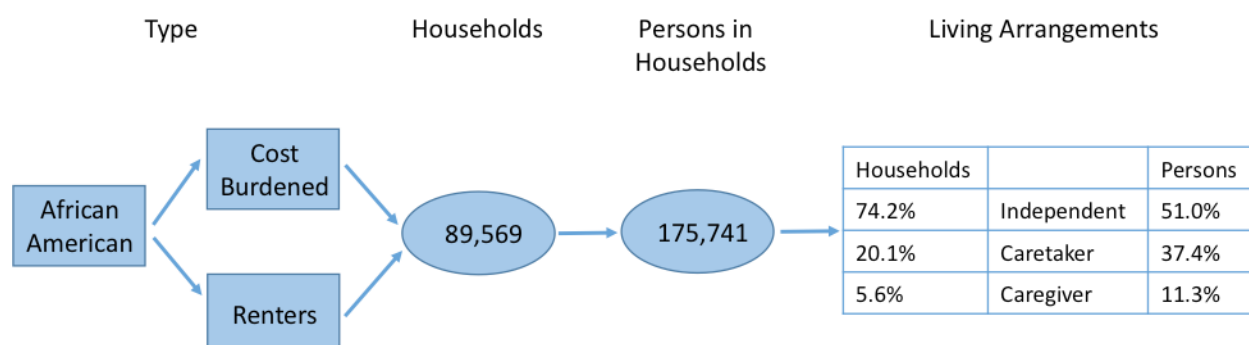 Type
Households
Persons in
Households
Living Arrangements
African
American
Cost
Burdened
Renters
89,569
175,741
Households Persons
74.2% Independent 51.0%
20.1% Caretaker 37.4%
5.6% Caregiver 11.3%